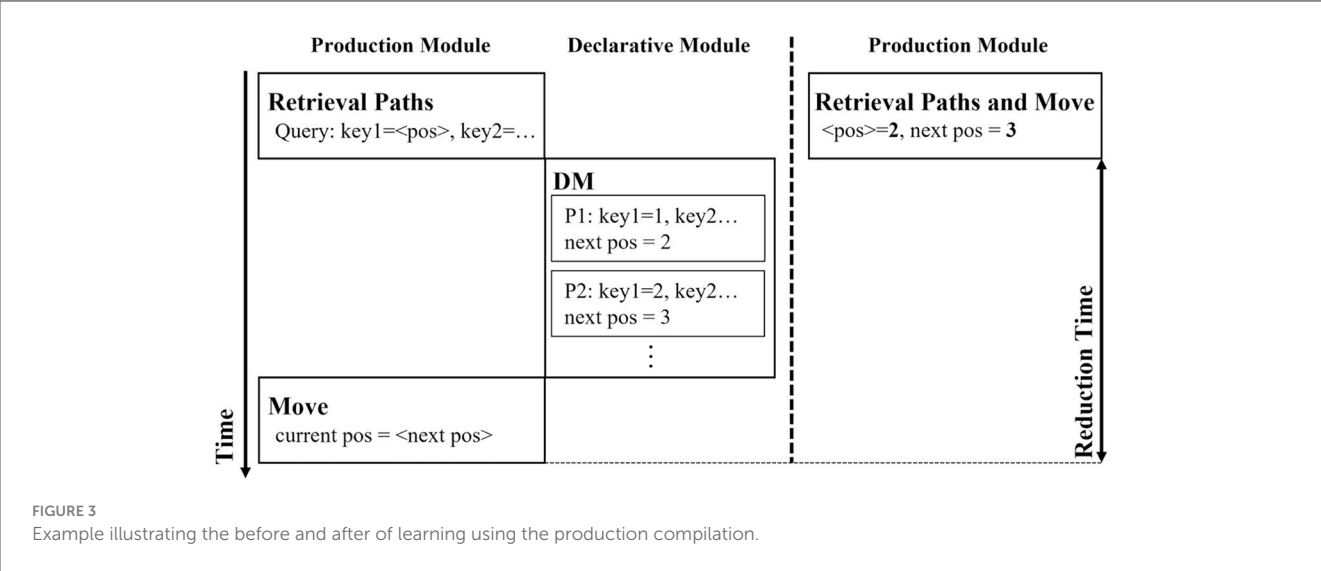 Production Module
Declarative Module
Production Module
Retrieval Paths
Query: key1=<pos>, key2=…
Retrieval Paths and Move
<pos>=2, next pos = 3
DM
P1: key1=1, key2…
next pos = 2
P2: key1=2, key2…
next pos = 3
⋮
Move
current pos = <next pos>
Time
Reduction Time
FIGURE 3
Example illustrating the before and after of learning using the production compilation.